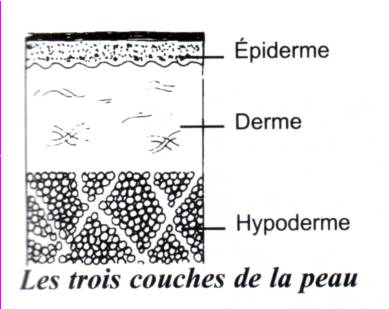 Épiderme
Derme
Hypoderme
Les trois couches de la peau